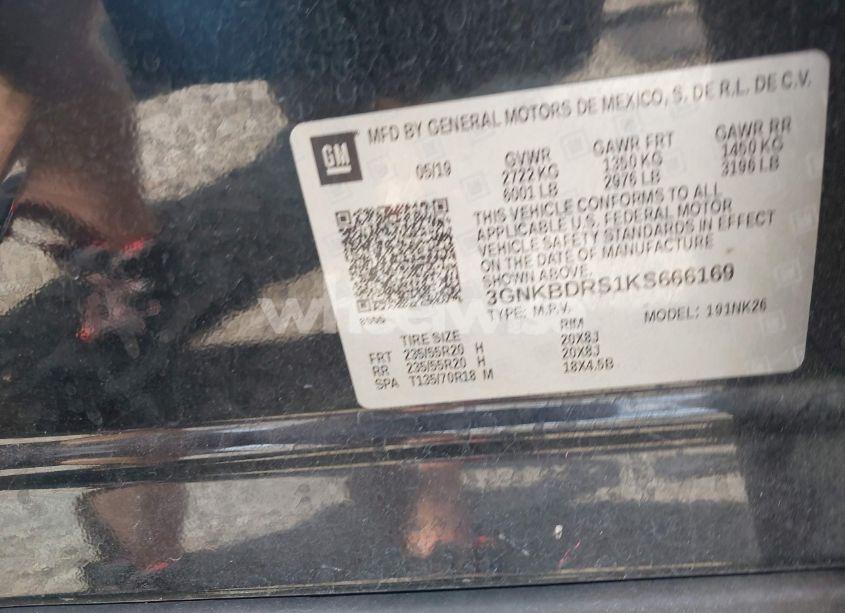 MFD BY GENERAL MOTORS DE MEXICO, S. DE R.L. DE C.V.
GM
05/19
GVWR GAWR FRT GAWR RR
2722 KG 1350 KG 1450 KG
6001 LB 2976 LB 3196 LB
THIS VEHICLE CONFORMS TO ALL
APPLICABLE U.S. FEDERAL MOTOR
VEHICLE SAFETY STANDARDS IN EFFECT
ON THE DATE OF MANUFACTURE
SHOWN ABOVE.
3GNKBDRS1KS666169
TYPE: M.P.V. MODEL: 191NK26
TIRE SIZE RIM
FRT 235/55R20 H 20X8J
RR 235/55R20 H 20X8J
SPA T135/70R18 M 18X4.5B